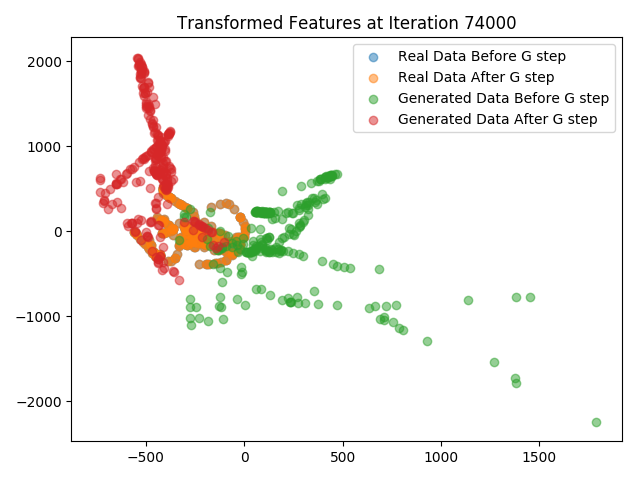 Transformed Features at Iteration 74000
Real Data Before G step
Real Data After G step
Generated Data Before G step
Generated Data After G step
2000
1000
0
−1000
−2000
−500
0
500
1000
1500